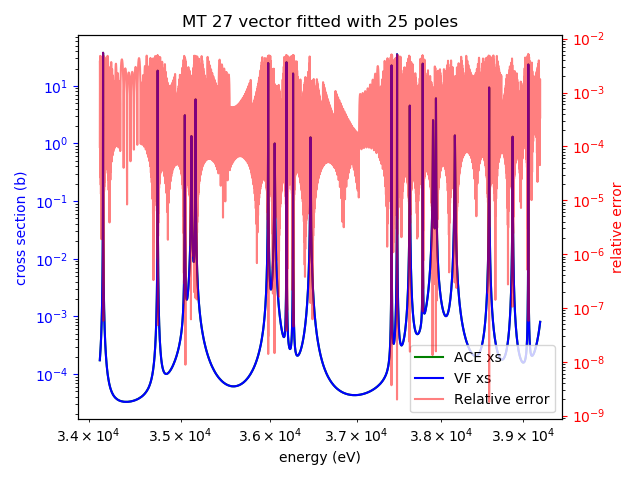 MT 27 vector fitted with 25 poles
cross section (b)
10¹
10⁰
10⁻¹
10⁻²
10⁻³
10⁻⁴
10⁻²
10⁻³
10⁻⁴
10⁻⁵
10⁻⁶
10⁻⁷
10⁻⁸
10⁻⁹
relative error
ACE xs
VF xs
Relative error
3.4 × 10⁴ 3.5 × 10⁴ 3.6 × 10⁴ 3.7 × 10⁴ 3.8 × 10⁴ 3.9 × 10⁴
energy (eV)